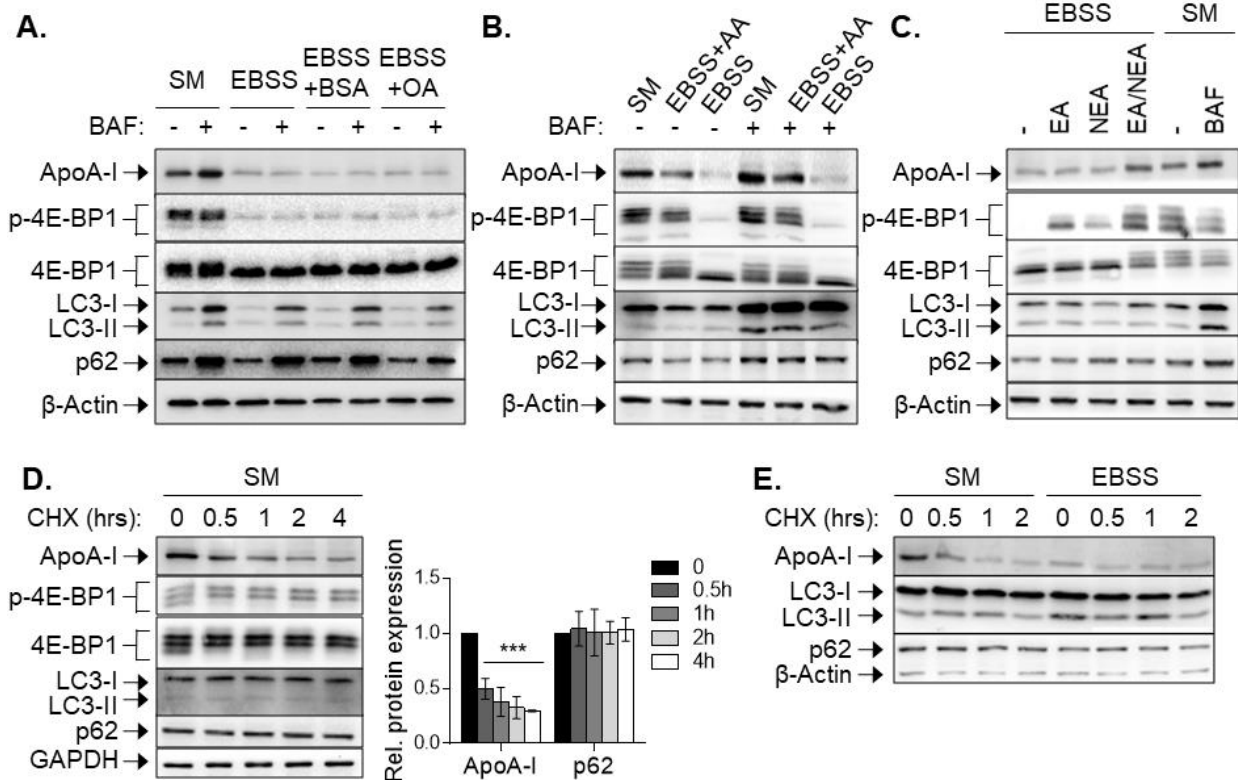 A.
SM EBSS EBSS +BSA EBSS +OA
BAF: - + - + - + - +
ApoA-I
p-4E-BP1
4E-BP1
LC3-I
LC3-II
p62
β-Actin
B.
SM EBSS+AA EBSS SM EBSS+AA EBSS
BAF: - - - + + +
ApoA-I
p-4E-BP1
4E-BP1
LC3-I
LC3-II
p62
β-Actin
C.
EBSS SM
- EA NEA EA/NEA - BAF
ApoA-I
p-4E-BP1
4E-BP1
LC3-I
LC3-II
p62
β-Actin
D.
SM
CHX (hrs): 0 0.5 1 2 4
ApoA-I
p-4E-BP1
4E-BP1
LC3-I
LC3-II
p62
GAPDH
Rel. protein expression
1.5
1.0
0.5
0.0
***
ApoA-I p62
0
0.5h
1h
2h
4h
E.
SM EBSS
CHX (hrs): 0 0.5 1 2 0 0.5 1 2
ApoA-I
LC3-I
LC3-II
p62
β-Actin